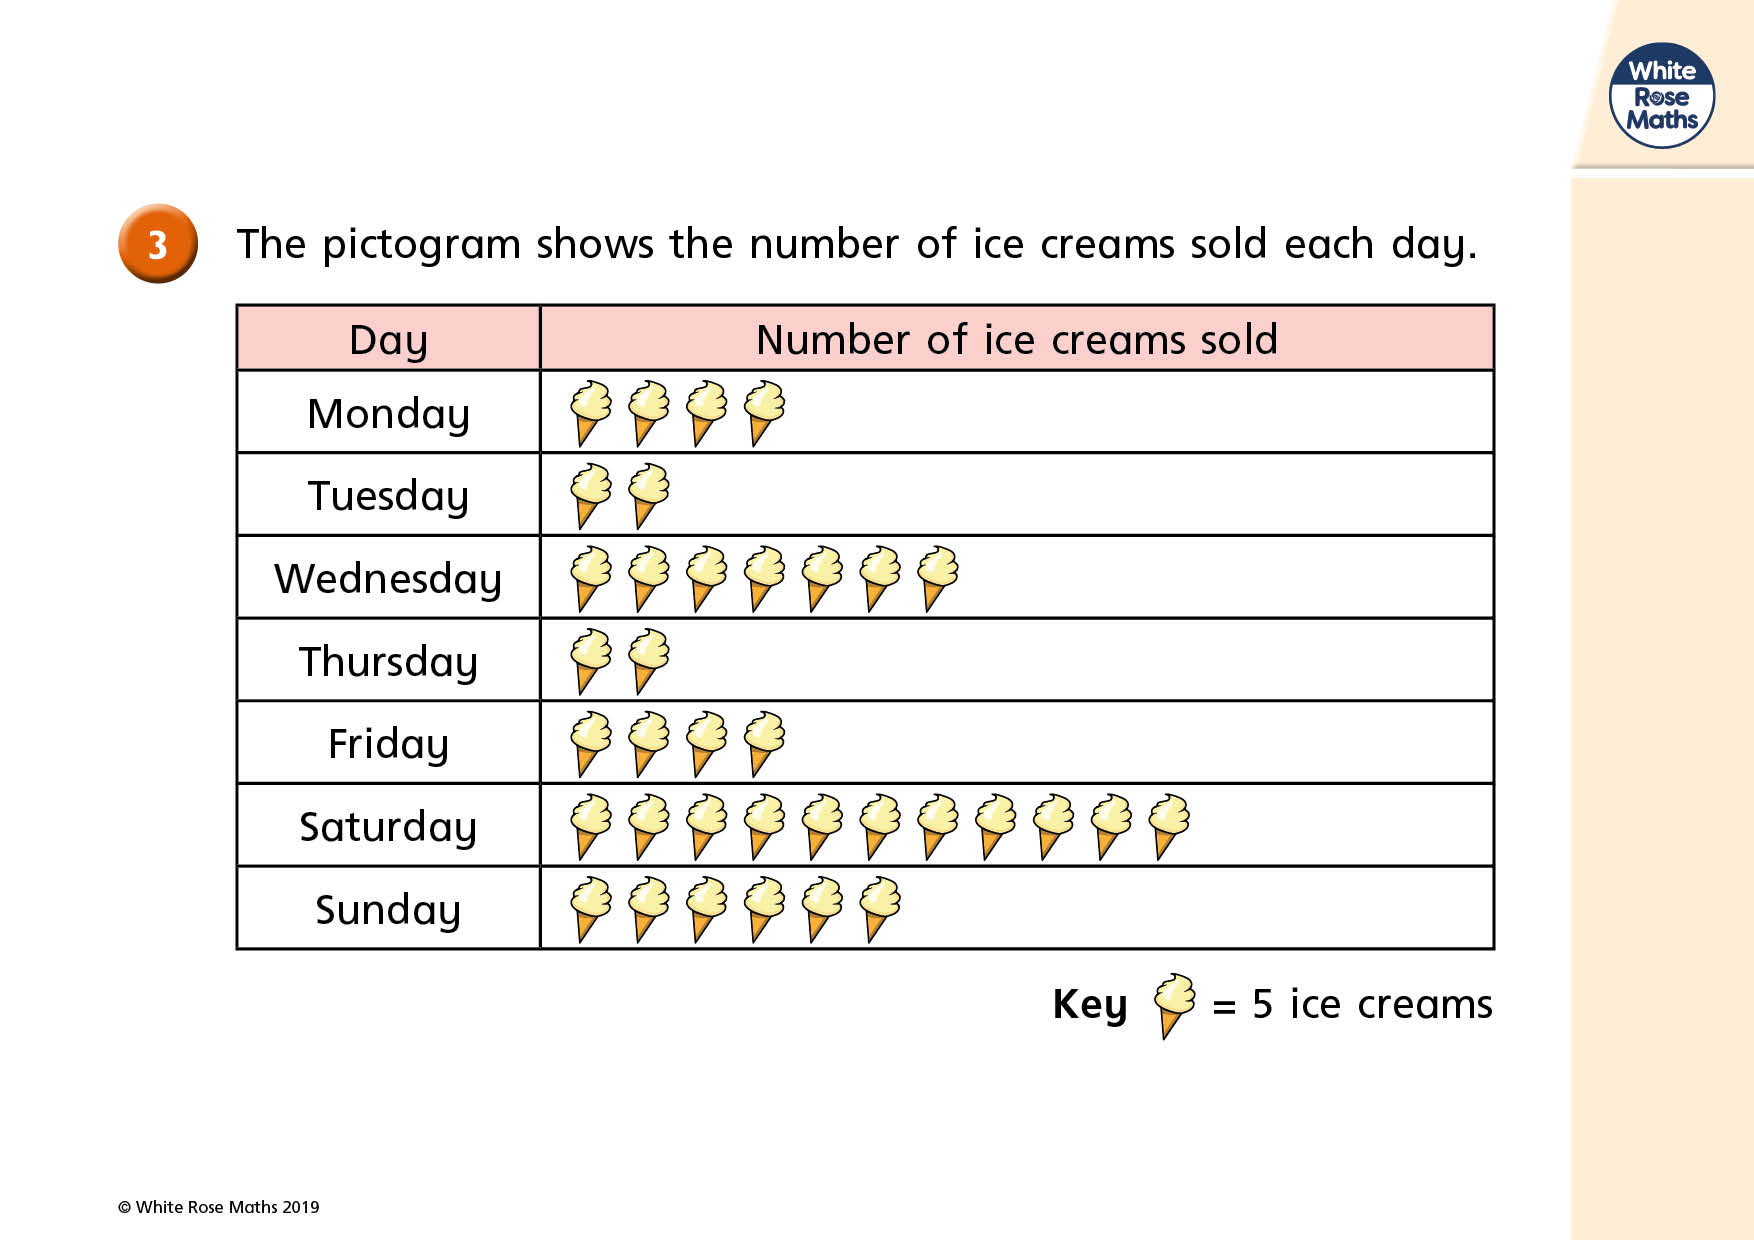 White
Rose
Maths
3 The pictogram shows the number of ice creams sold each day.
Day Number of ice creams sold
Monday
Tuesday
Wednesday
Thursday
Friday
Saturday
Sunday
Key = 5 ice creams
© White Rose Maths 2019